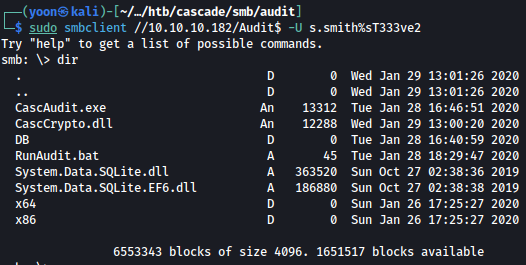 ┌──(yoon㉿kali)-[~/…/htb/cascade/smb/audit]
└─$ sudo smbclient //10.10.10.182/Audit$ -U s.smith%sT333ve2
Try "help" to get a list of possible commands.
smb: \> dir
. D 0 Wed Jan 29 13:01:26 2020
.. D 0 Wed Jan 29 13:01:26 2020
CascAudit.exe An 13312 Tue Jan 28 16:46:51 2020
CascCrypto.dll An 12288 Wed Jan 29 13:00:20 2020
DB D 0 Tue Jan 28 16:40:59 2020
RunAudit.bat A 45 Tue Jan 28 18:29:47 2020
System.Data.SQLite.dll A 363520 Sun Oct 27 02:38:36 2019
System.Data.SQLite.EF6.dll A 186880 Sun Oct 27 02:38:38 2019
x64 D 0 Sun Jan 26 17:25:27 2020
x86 D 0 Sun Jan 26 17:25:27 2020
6553343 blocks of size 4096. 1651517 blocks available